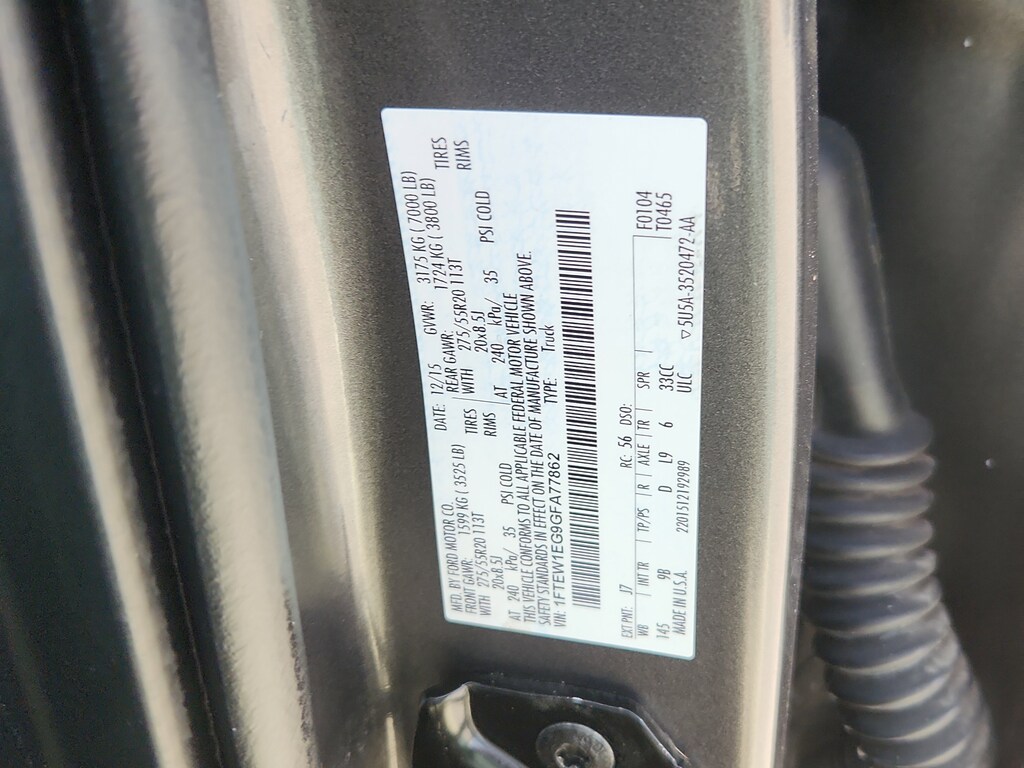 MFD. BY FORD MOTOR CO.
DATE: 12/15 GVWR: 3175 KG ( 7000 LB)
FRONT GAWR: 1599 KG ( 3525 LB) REAR GAWR: 1724 KG ( 3800 LB)
WITH 275/55R20 113T TIRES WITH 275/55R20 113T TIRES
20x8.5J RIMS 20x8.5J RIMS
AT 240 kPa/ 35 PSI COLD AT 240 kPa/ 35 PSI COLD
THIS VEHICLE CONFORMS TO ALL APPLICABLE FEDERAL MOTOR VEHICLE
SAFETY STANDARDS IN EFFECT ON THE DATE OF MANUFACTURE SHOWN ABOVE.
VIN: 1FTEW1EG9GFA77862 TYPE: Truck
EXT PNT: J7 RC: 56 DSO: F0104
WB INT TR TP/PS R AXLE TR SPR T0465
145 9B D L9 6 33CC
MADE IN U.S.A. 2201512192989 UIC ▽5U5A-3520472-AA